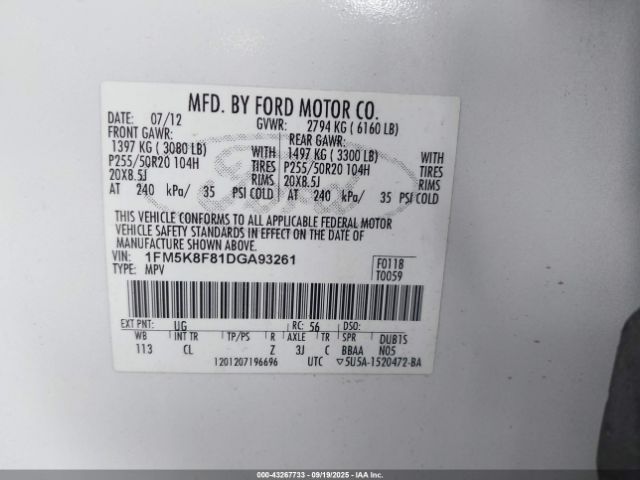 MFD. BY FORD MOTOR CO.
DATE: 07/12 GVWR: 2794 KG ( 6160 LB)
FRONT GAWR: REAR GAWR:
1397 KG ( 3080 LB) WITH 1497 KG ( 3300 LB) WITH
P255/50R20 104H TIRES P255/50R20 104H TIRES
20X8.5J RIMS 20X8.5J RIMS
AT 240 kPa/ 35 PSI COLD AT 240 kPa/ 35 PSI COLD
Ford
THIS VEHICLE CONFORMS TO ALL APPLICABLE FEDERAL MOTOR
VEHICLE SAFETY STANDARDS IN EFFECT ON THE DATE OF
MANUFACTURE SHOWN ABOVE.
VIN: 1FM5K8F81DGA93261 F0118
TYPE: MPV T0059
EXT PNT: UG RC: 56 DSO:
WB INT TR TP/PS R AXLE TR SPR DUB1S
113 CL Z 3J C BBAA N05
1201207196696 UTC ▽5U5A-1520472-BA
000-43267733 - 09/19/2025 - IAA Inc.